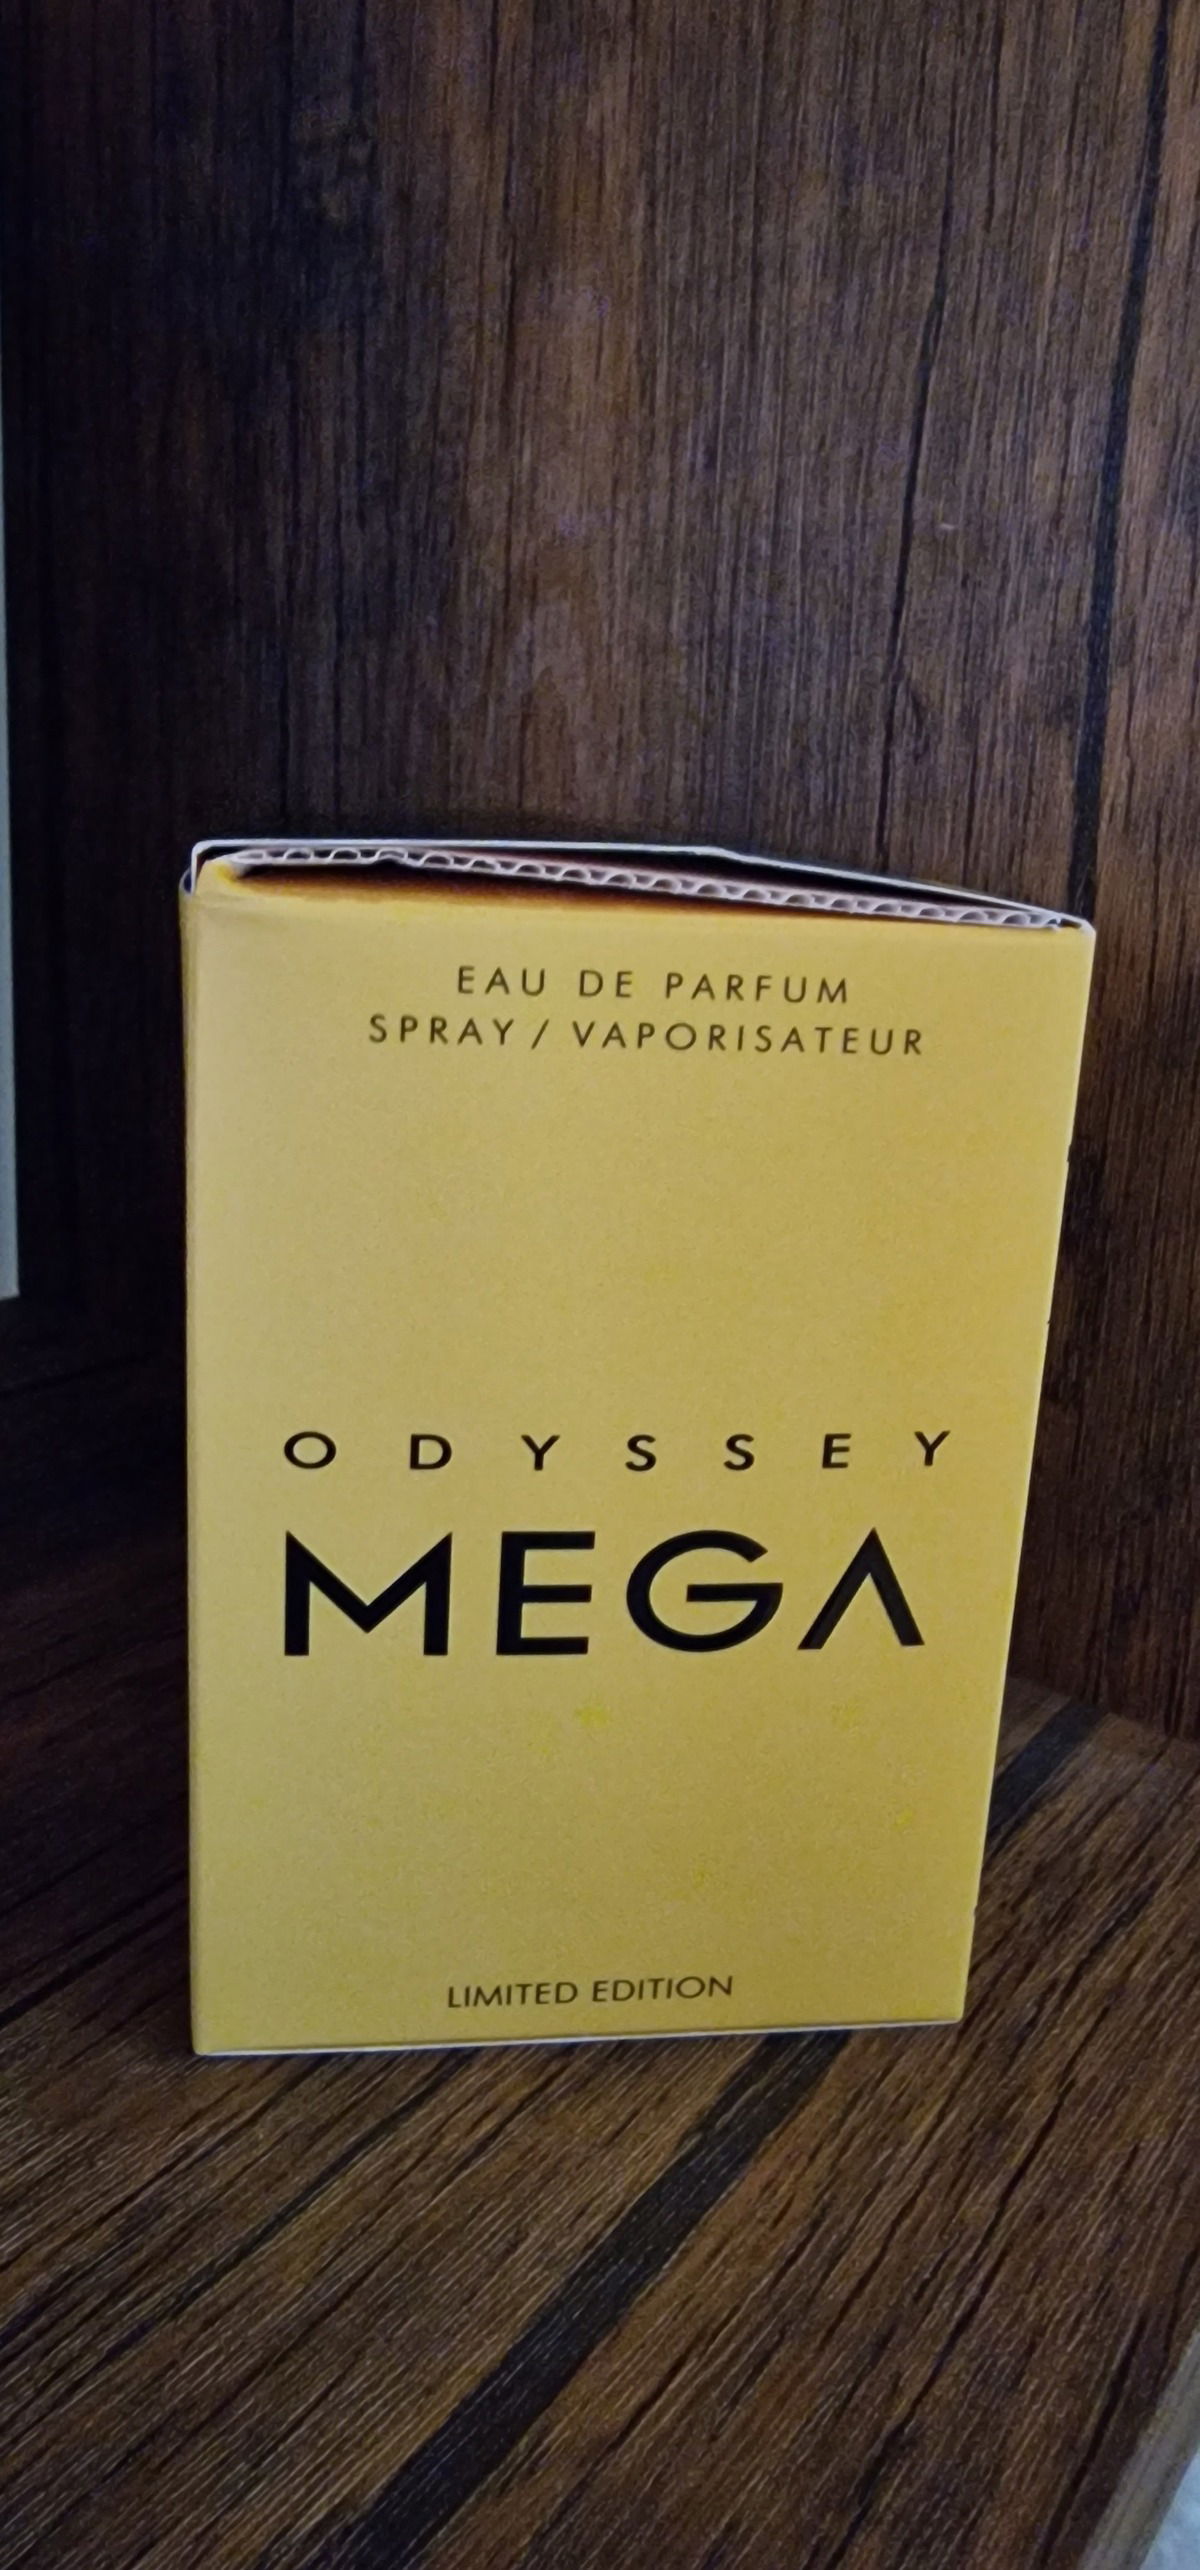 EAU DE PARFUM
SPRAY / VAPORISATEUR
ODYSSEY
MEGA
LIMITED EDITION